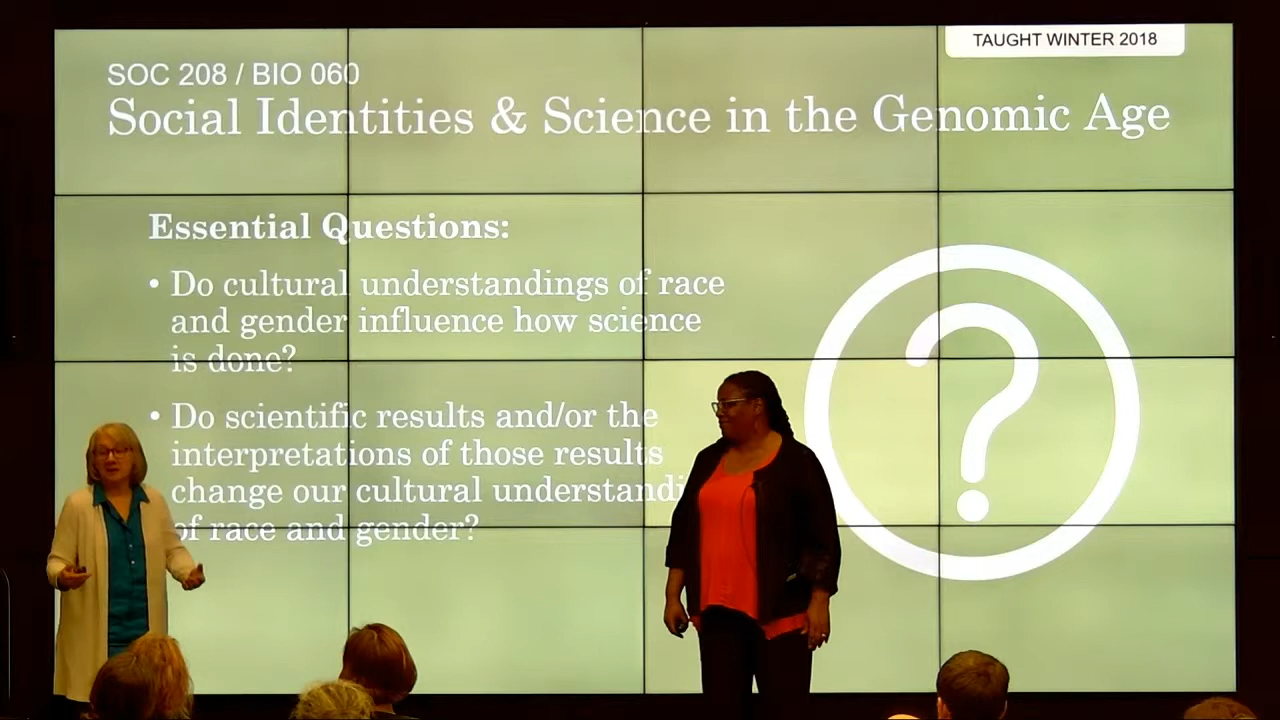 TAUGHT WINTER 2018
SOC 208 / BIO 060
Social Identities & Science in the Genomic Age
Essential Questions:
• Do cultural understandings of race
and gender influence how science
is done?
• Do scientific results and/or the
interpretations of those results
change our cultural understandi
of race and gender?
?